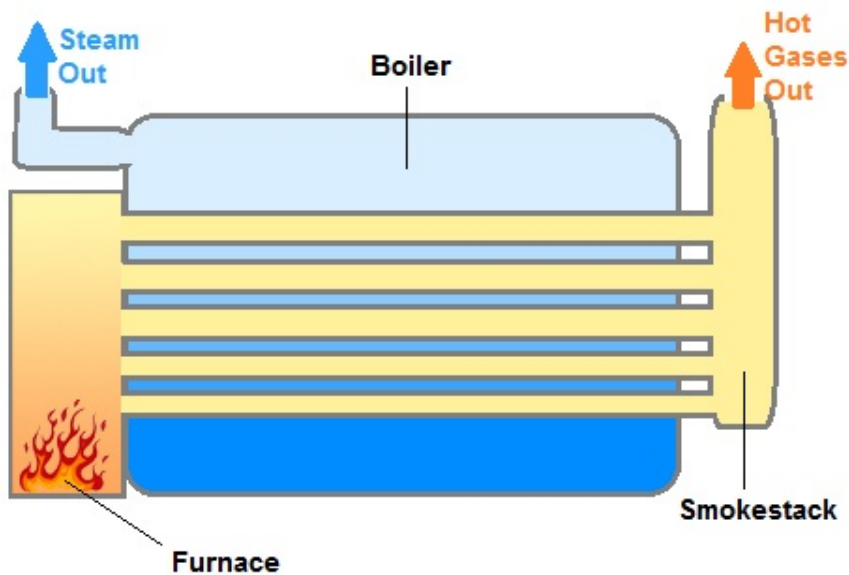 Steam
Out
Boiler
Hot
Gases
Out
Smokestack
Furnace